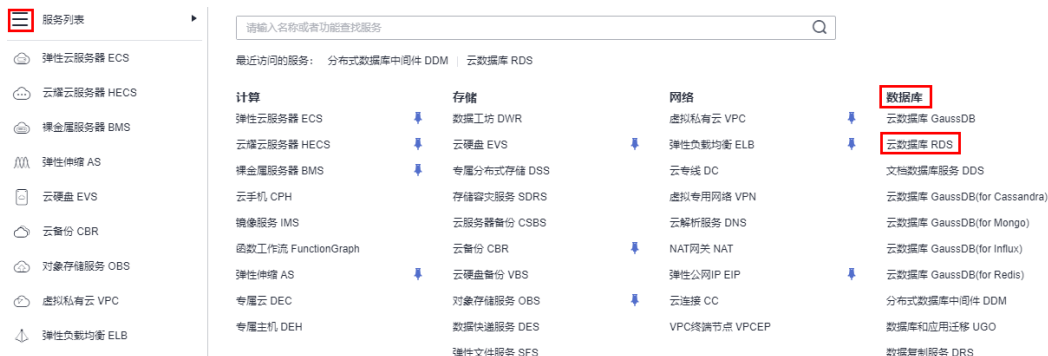 服务列表
弹性云服务器 ECS
云耀云服务器 HECS
裸金属服务器 BMS
弹性伸缩 AS
云硬盘 EVS
云备份 CBR
对象存储服务 OBS
虚拟私有云 VPC
弹性负载均衡 ELB
请输入名称或者功能查找服务
最近访问的服务： 分布式数据库中间件 DDM 云数据库 RDS
计算
弹性云服务器 ECS
云耀云服务器 HECS
裸金属服务器 BMS
云手机 CPH
镜像服务 IMS
函数工作流 FunctionGraph
弹性伸缩 AS
专属云 DEC
专属主机 DEH
存储
数据工坊 DWR
云硬盘 EVS
专属分布式存储 DSS
存储容灾服务 SDRS
云服务器备份 CSBS
云备份 CBR
云硬盘备份 VBS
对象存储服务 OBS
数据快递服务 DES
弹性文件服务 SFS
网络
虚拟私有云 VPC
弹性负载均衡 ELB
云专线 DC
虚拟专用网络 VPN
云解析服务 DNS
NAT网关 NAT
弹性公网IP EIP
云连接 CC
VPC终端节点 VPCEP
数据库
云数据库 GaussDB
云数据库 RDS
文档数据库服务 DDS
云数据库 GaussDB(for Cassandra)
云数据库 GaussDB(for Mongo)
云数据库 GaussDB(for Influx)
云数据库 GaussDB(for Redis)
分布式数据库中间件 DDM
数据库和应用迁移 UGO
数据复制服务 DRS